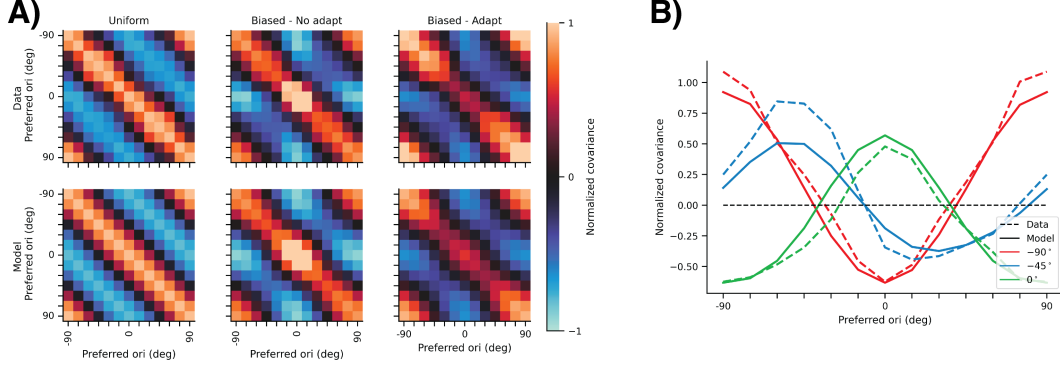 A)
B)
Uniform
Biased - No adapt
Biased - Adapt
Data
Preferred ori (deg)
-90
0
90
Model
Preferred ori (deg)
-90
0
90
-90
0
90
Preferred ori (deg)
-90
0
90
Preferred ori (deg)
-90
0
90
Preferred ori (deg)
1
0
−1
Normalized covariance
Normalized covariance
1.00
0.75
0.50
0.25
0.00
−0.25
−0.50
-90
0
90
Preferred ori (deg)
Data
Model
−90°
−45°
0°